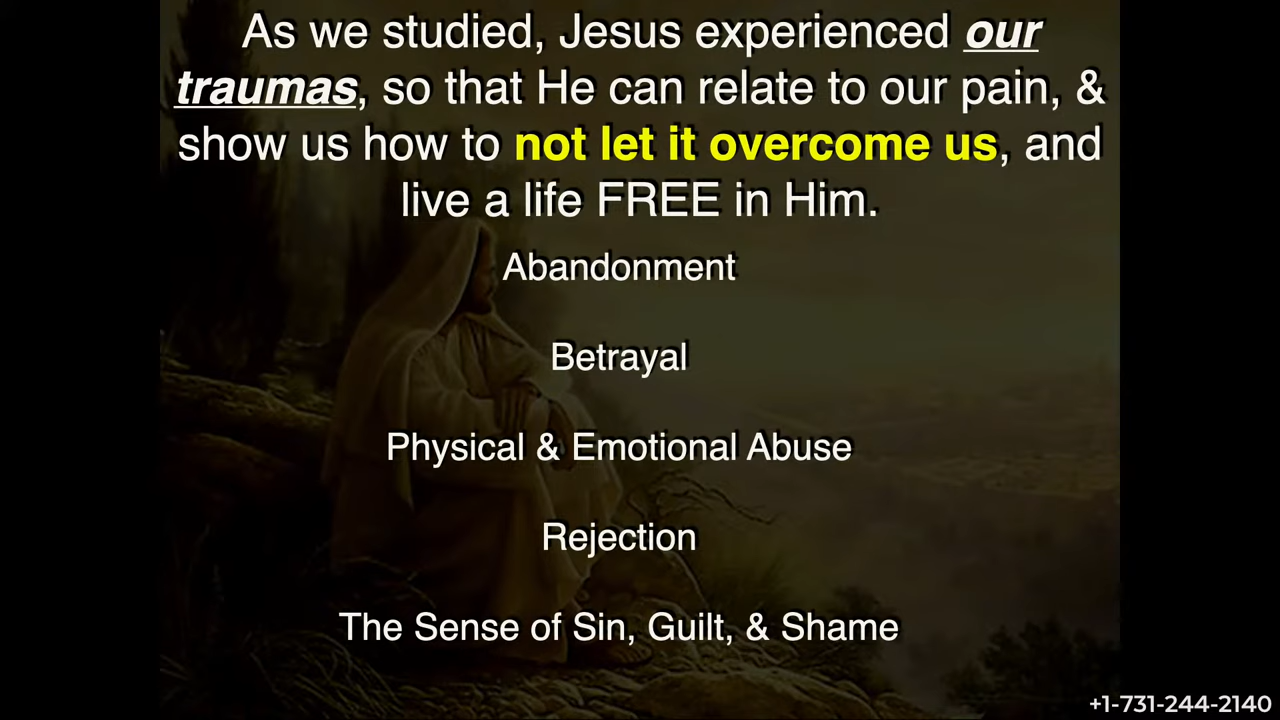 As we studied, Jesus experienced our
traumas, so that He can relate to our pain, &
show us how to not let it overcome us, and
live a life FREE in Him.
Abandonment
Betrayal
Physical & Emotional Abuse
Rejection
The Sense of Sin, Guilt, & Shame
+1-731-244-2140